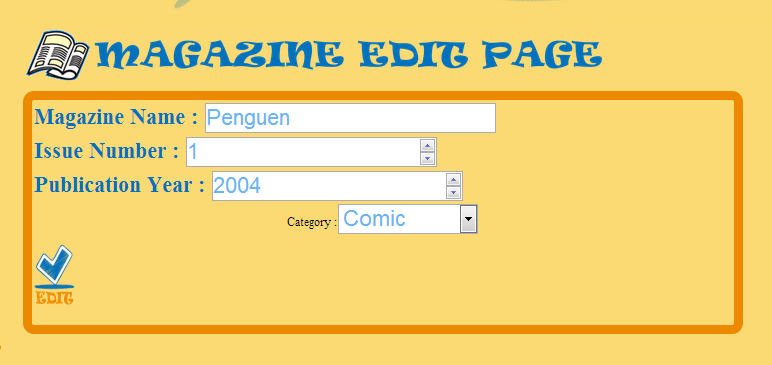 MAGAZINE EDIT PAGE
Magazine Name : Penguen
Issue Number : 1
Publication Year : 2004
Category : Comic
EDIT